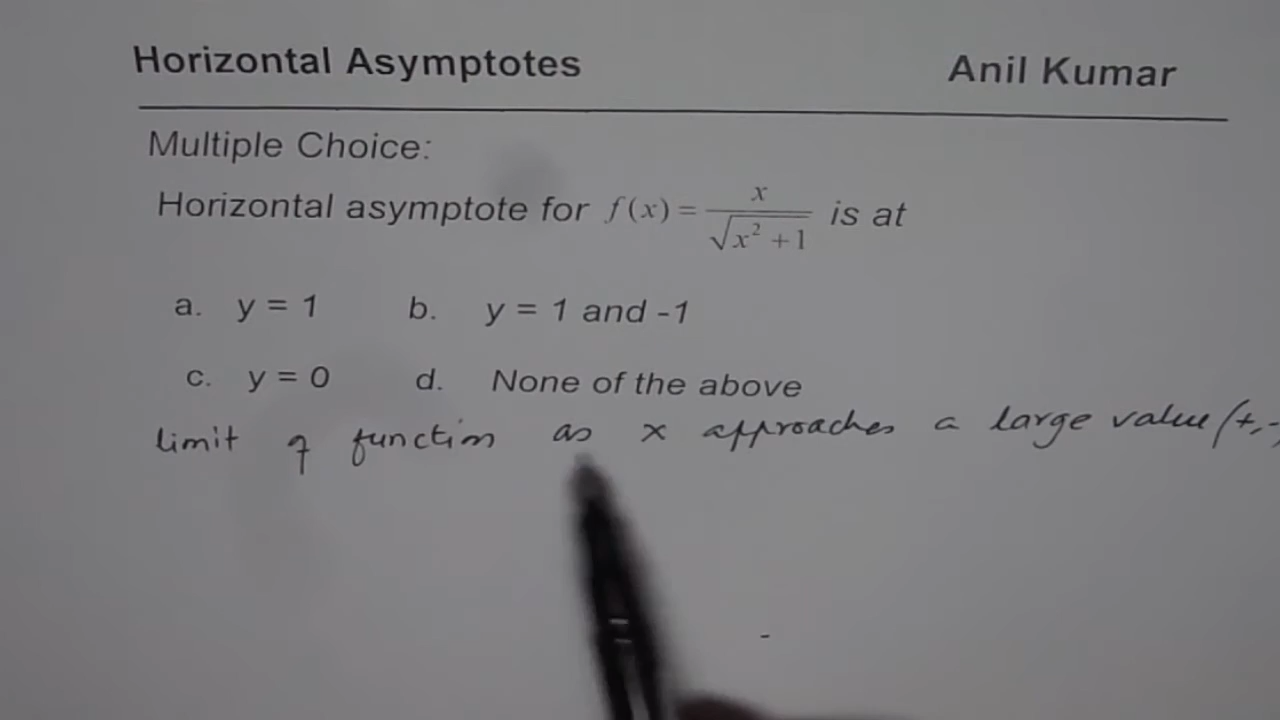 Horizontal Asymptotes Anil Kumar
Multiple Choice:
Horizontal asymptote for f(x) = x / √(x² + 1) is at
a. y = 1 b. y = 1 and -1
c. y = 0 d. None of the above
limit of function as x approaches a large value (+, -